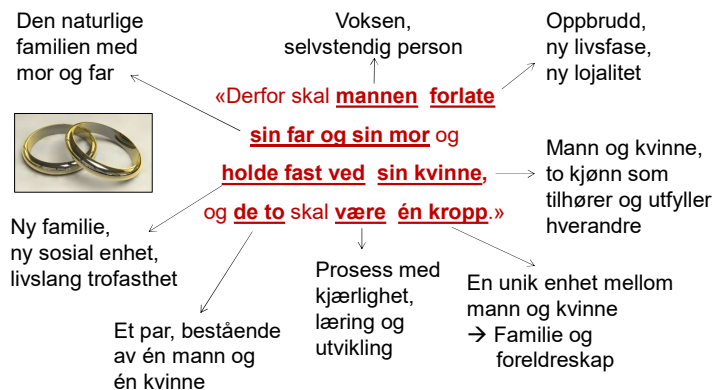 Den naturlige
familien med
mor og far
Voksen,
selvstendig person
Oppbrudd,
ny livsfase,
ny lojalitet
«Derfor skal mannen forlate
sin far og sin mor og
holde fast ved sin kvinne,
og de to skal være én kropp.»
Mann og kvinne,
to kjønn som
tilhører og utfyller
hverandre
Ny familie,
ny sosial enhet,
livslang trofasthet
Et par, bestående
av én mann og
én kvinne
Prosess med
kjærlighet,
læring og
utvikling
En unik enhet mellom
mann og kvinne
→ Familie og
foreldreskap